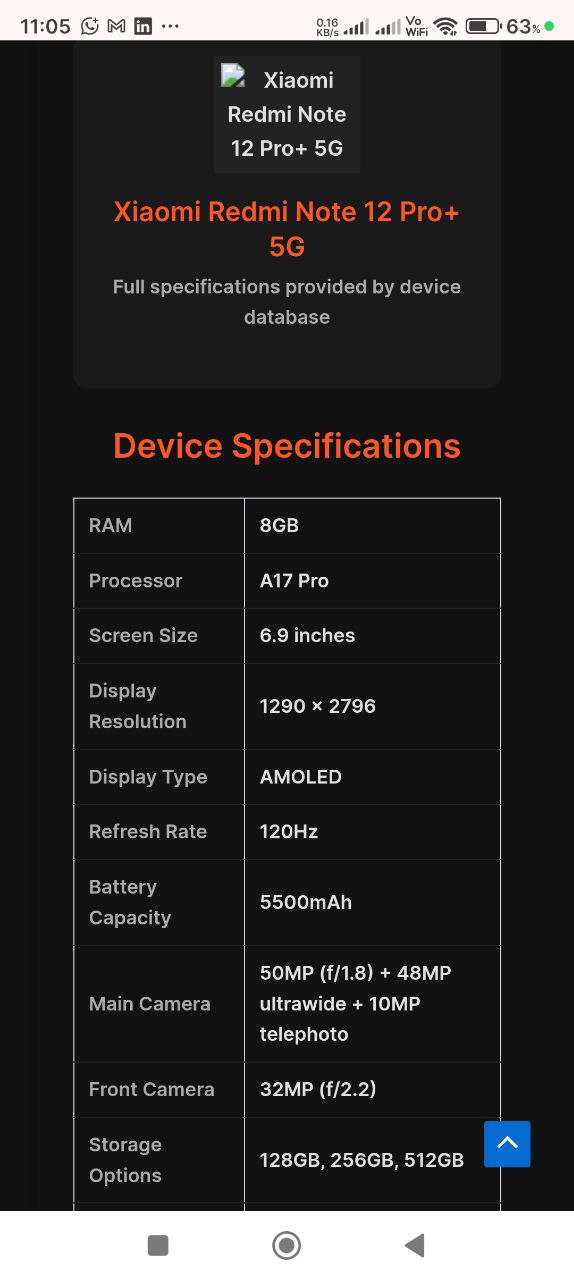 11:05 ... 0.16 KB/s Vo WiFi 63%
Xiaomi
Redmi Note
12 Pro+ 5G
Xiaomi Redmi Note 12 Pro+
5G
Full specifications provided by device
database
Device Specifications
RAM 8GB
Processor A17 Pro
Screen Size 6.9 inches
Display
Resolution
1290 × 2796
Display Type AMOLED
Refresh Rate 120Hz
Battery
Capacity
5500mAh
Main Camera
50MP (f/1.8) + 48MP
ultrawide + 10MP
telephoto
Front Camera 32MP (f/2.2)
Storage
Options
128GB, 256GB, 512GB